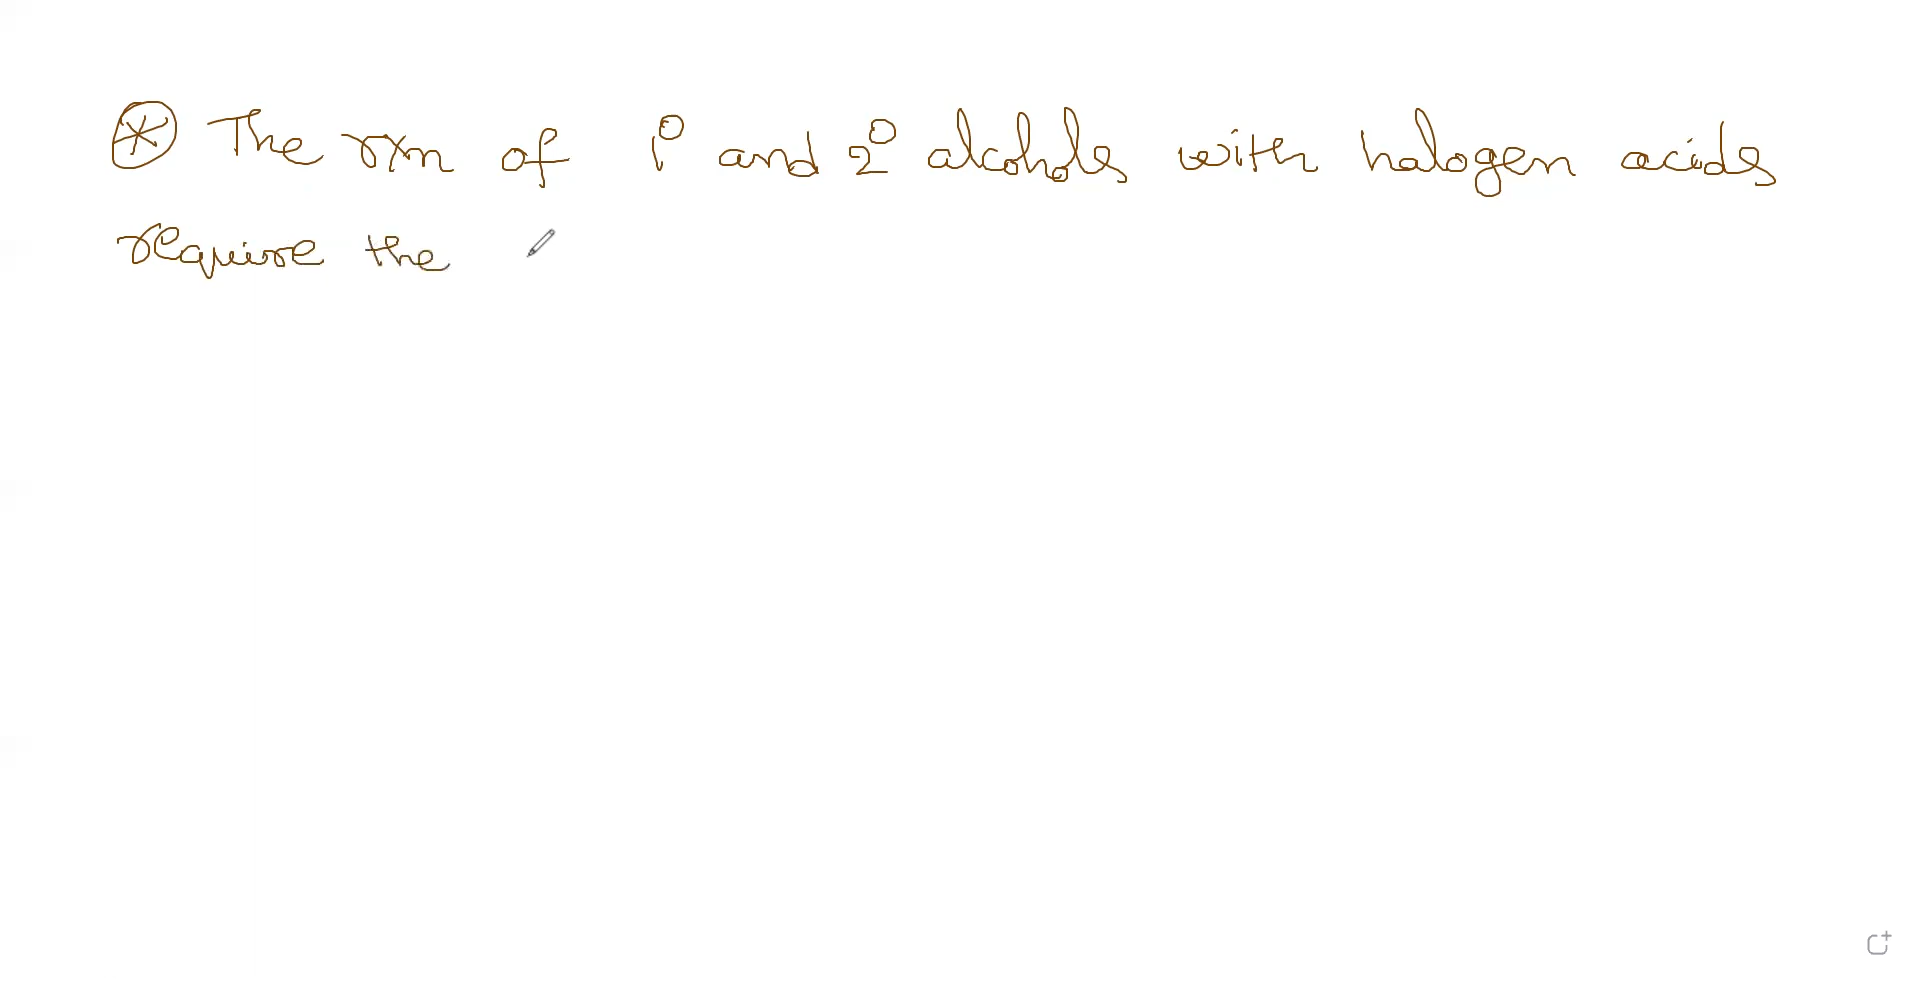 ⊛ The rxn of 1° and 2° alcohols with halogen acids
require the